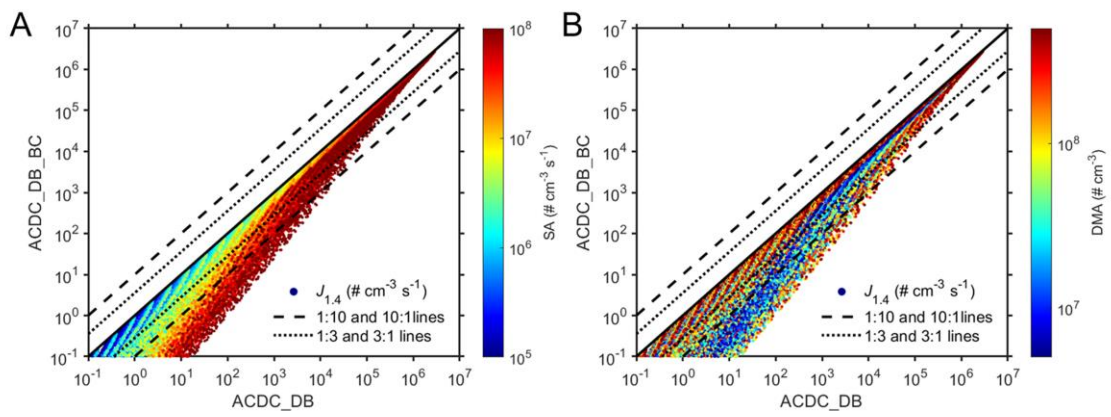 A
B
10^7
10^6
10^5
10^4
10^3
10^2
10^1
10^0
10^-1
ACDC_DB_BC
10^-1 10^0 10^1 10^2 10^3 10^4 10^5 10^6 10^7
ACDC_DB
J1.4 (# cm^-3 s^-1)
1:10 and 10:1lines
1:3 and 3:1 lines
10^8
10^7
10^6
10^5
SA (# cm^-3 s^-1)
10^7
10^6
10^5
10^4
10^3
10^2
10^1
10^0
10^-1
ACDC_DB_BC
10^-1 10^0 10^1 10^2 10^3 10^4 10^5 10^6 10^7
ACDC_DB
J1.4 (# cm^-3 s^-1)
1:10 and 10:1lines
1:3 and 3:1 lines
10^8
10^7
DMA (# cm^-3)